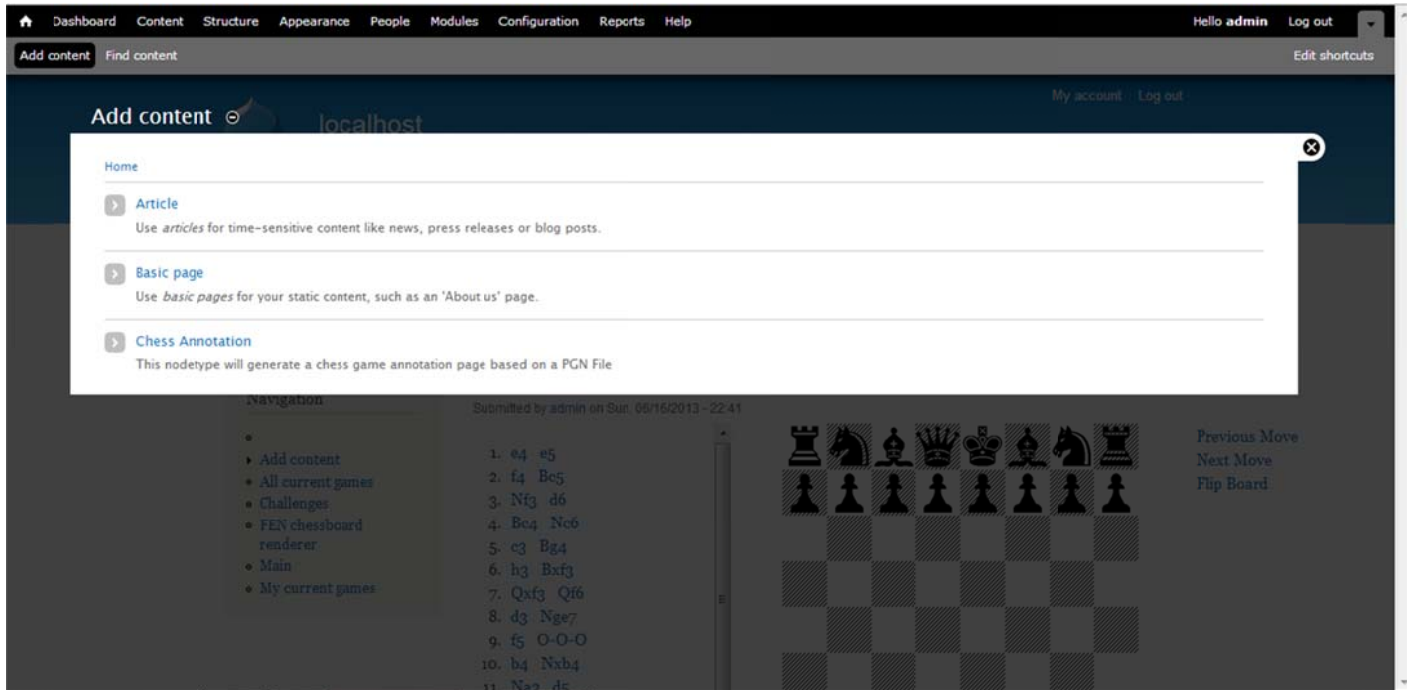 Dashboard Content Structure Appearance People Modules Configuration Reports Help Hello admin Log out
Add content Find content Edit shortcuts
My account Log out
Add content
localhost
Home
Article
Use articles for time-sensitive content like news, press releases or blog posts.
Basic page
Use basic pages for your static content, such as an 'About us' page.
Chess Annotation
This nodetype will generate a chess game annotation page based on a PGN File
Navigation
Add content
All current games
Challenges
FEN chessboard
renderer
Main
My current games
Submitted by admin on Sun, 06/16/2013 - 22:41
1. e4 e5
2. f4 Bc5
3. Nf3 d6
4. Bc4 Nc6
5. c3 Bg4
6. h3 Bxf3
7. Qxf3 Qf6
8. d3 Nge7
9. f5 O-O-O
10. b4 Nxb4
11. Na3 d5
Previous Move
Next Move
Flip Board